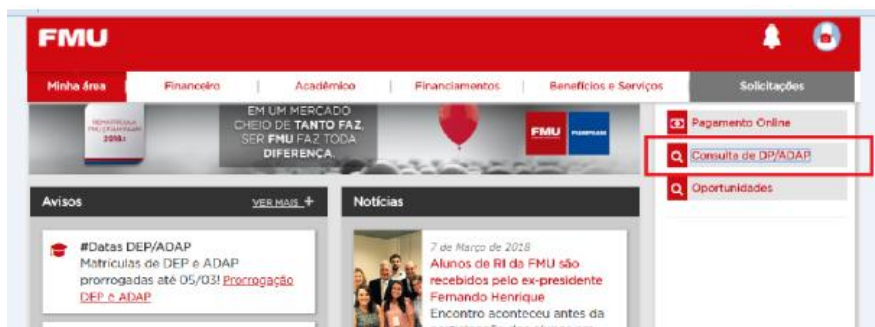 FMU
Minha área
Financeiro
Acadêmico
Financiamentos
Benefícios e Serviços
Solicitações
EM UM MERCADO
CHEIO DE TANTO FAZ,
SER FMU FAZ TODA
DIFERENÇA.
2018.1
FMU
Pagamento Online
Consulta de DP/ADAP
Oportunidades
Avisos
VER MAIS +
#Datas DEP/ADAP
Matrículas de DEP e ADAP
prorrogadas até 05/03! Prorrogação
DEP e ADAP
Notícias
7 de Março de 2018
Alunos de RI da FMU são
recebidos pelo ex-presidente
Fernando Henrique
Encontro aconteceu antes da